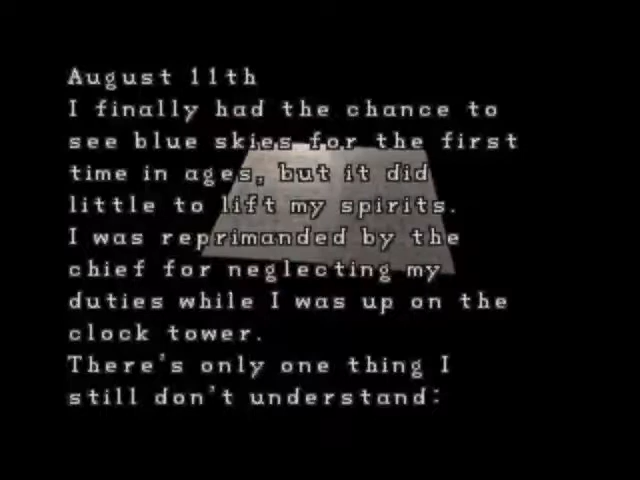 August 11th
I finally had the chance to
see blue skies for the first
time in ages, but it did
little to lift my spirits.
I was reprimanded by the
chief for neglecting my
duties while I was up on the
clock tower.
There's only one thing I
still don't understand: